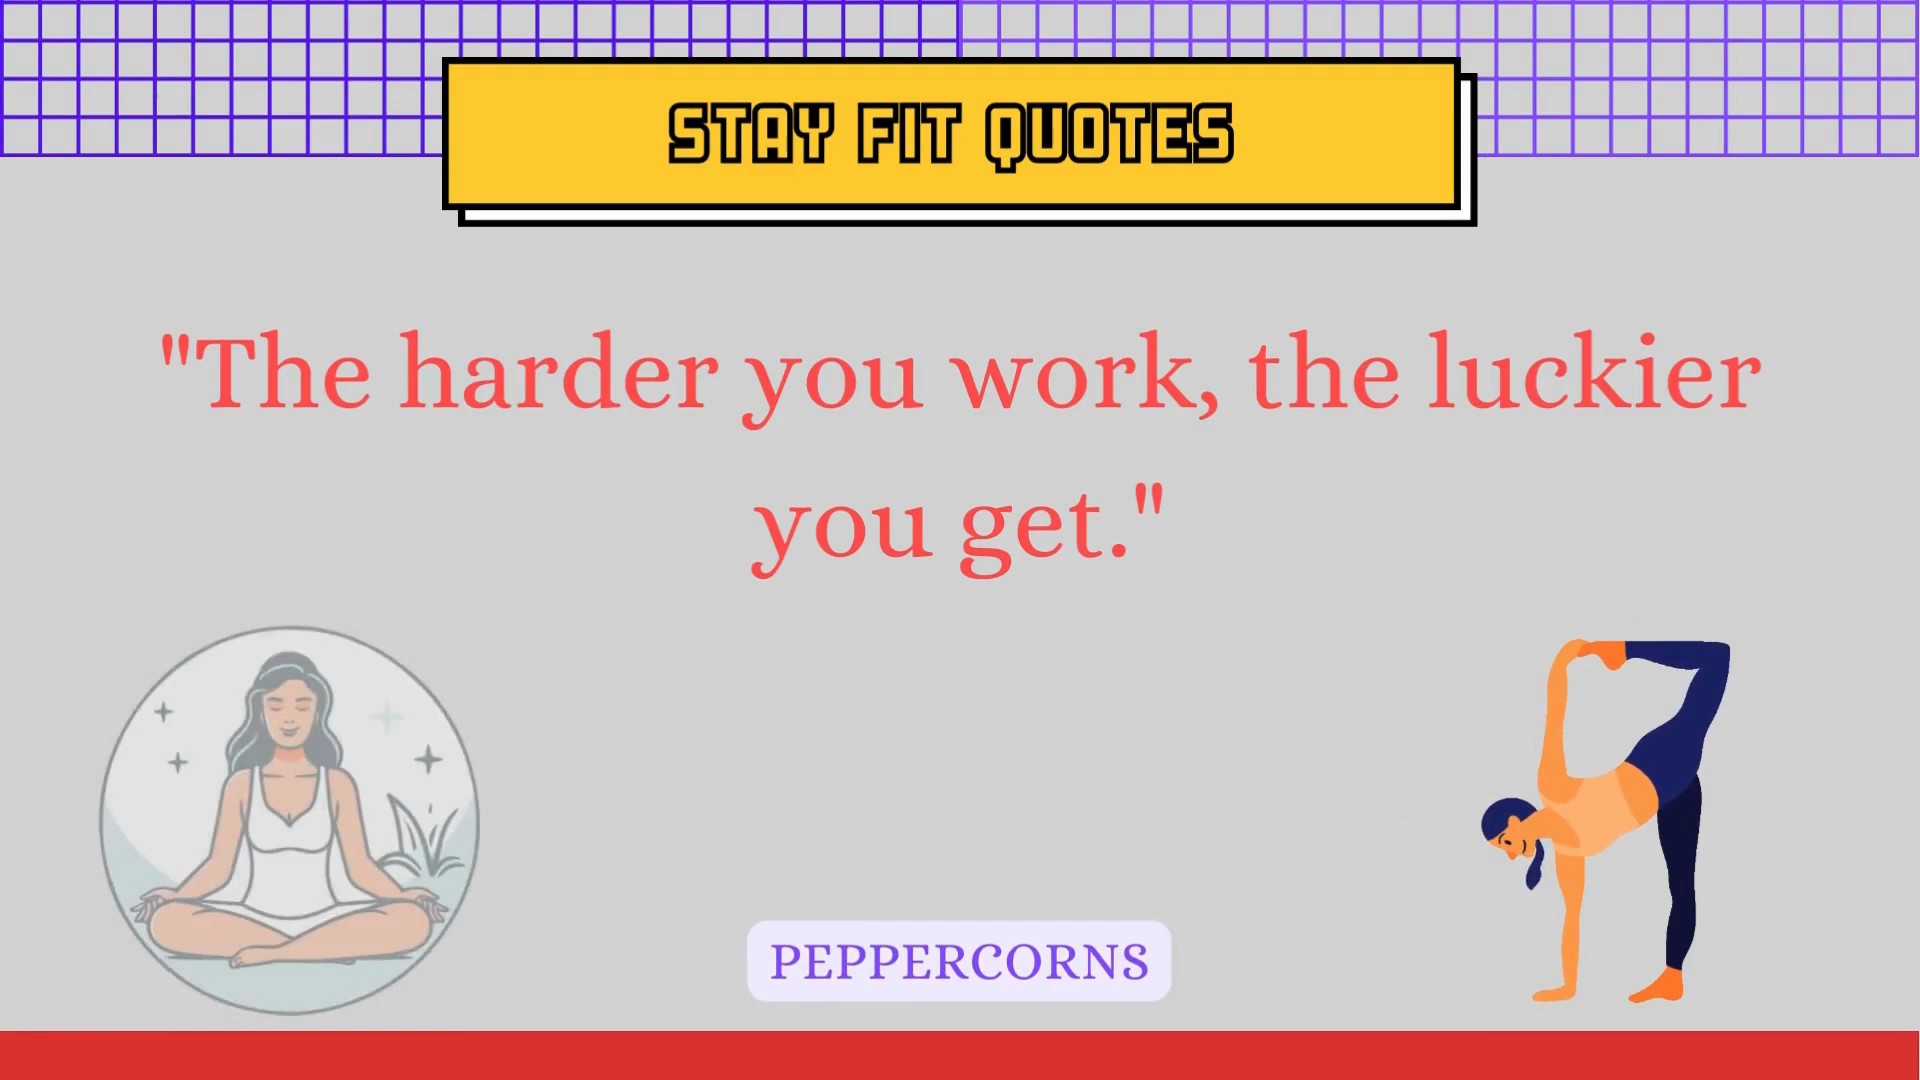 STAY FIT QUOTES
"The harder you work, the luckier
you get."
PEPPERCORNS